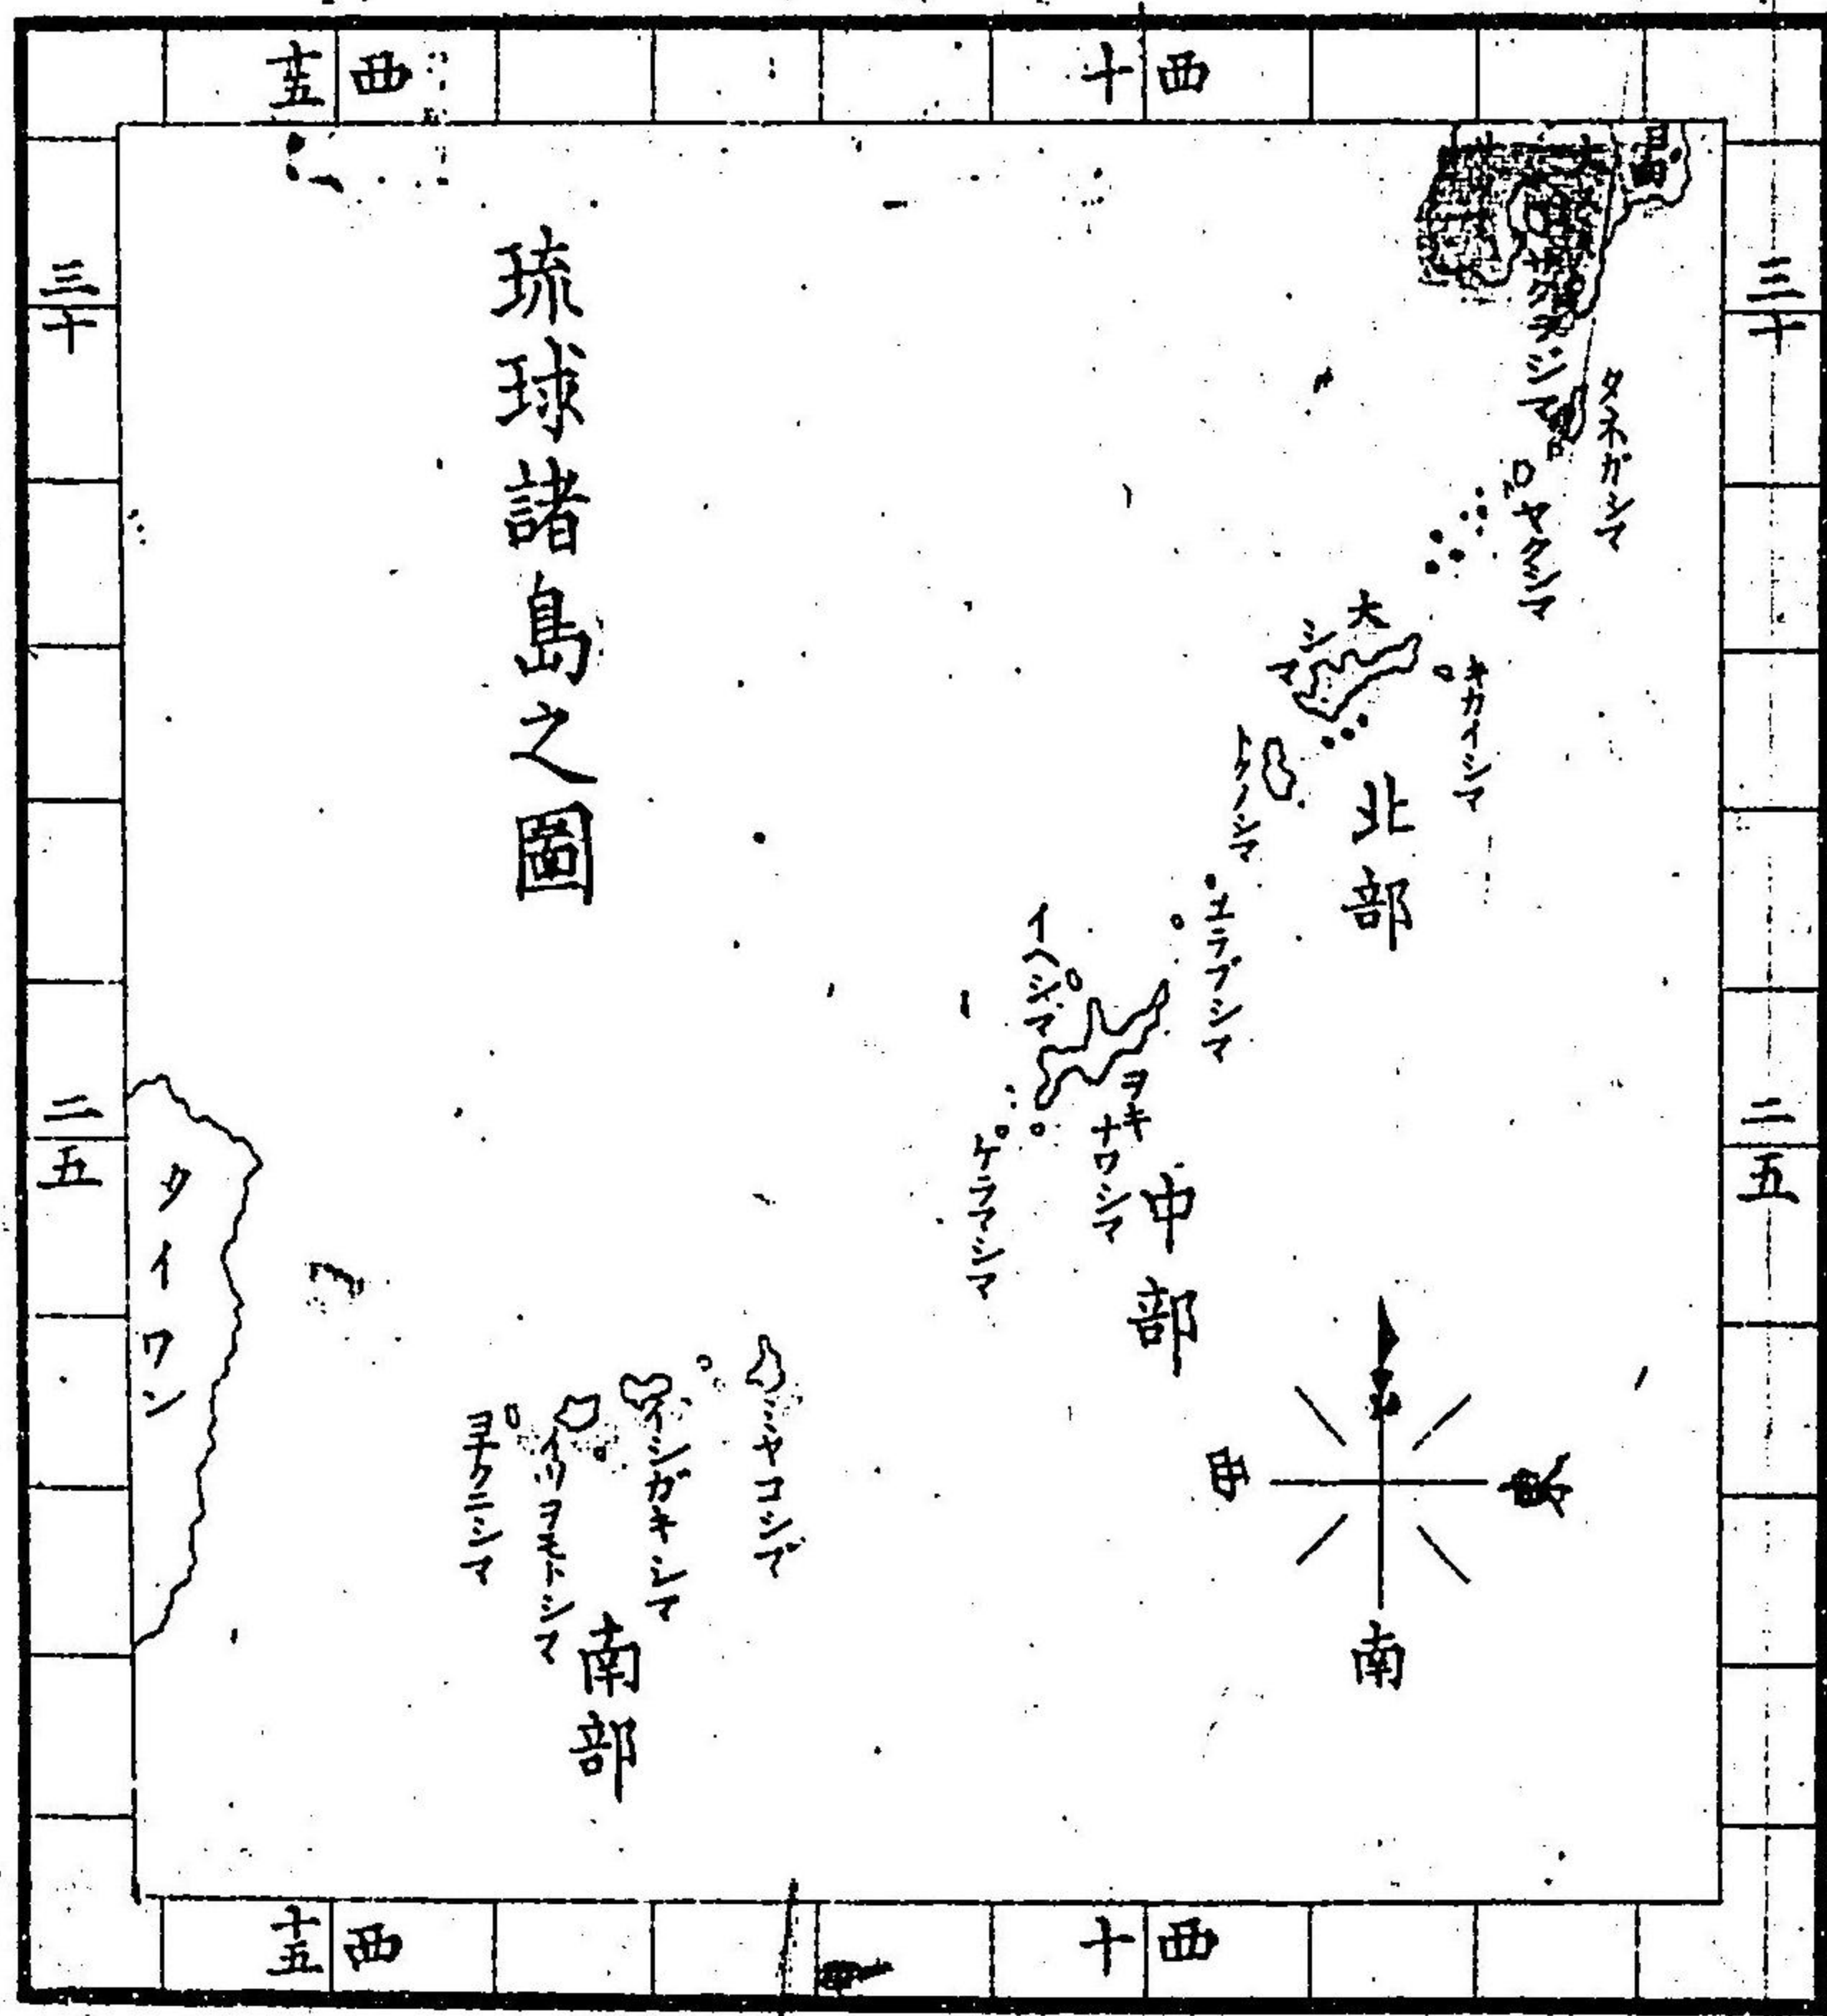 西十
西十五
三十
三十
二五
二五
琉球諸島之圖
タネガシマ
ヤクシマ
大シマ
キカイシマ
トクノシマ
北部
ヱラブシマ
イヘジマ
ヲキナワシマ
ケラマシマ
中部
ミヤコジマ
イシガキシマ
イリヲモトシマ
ヨナクニシマ
南部
タイワン
南
西十
西十五